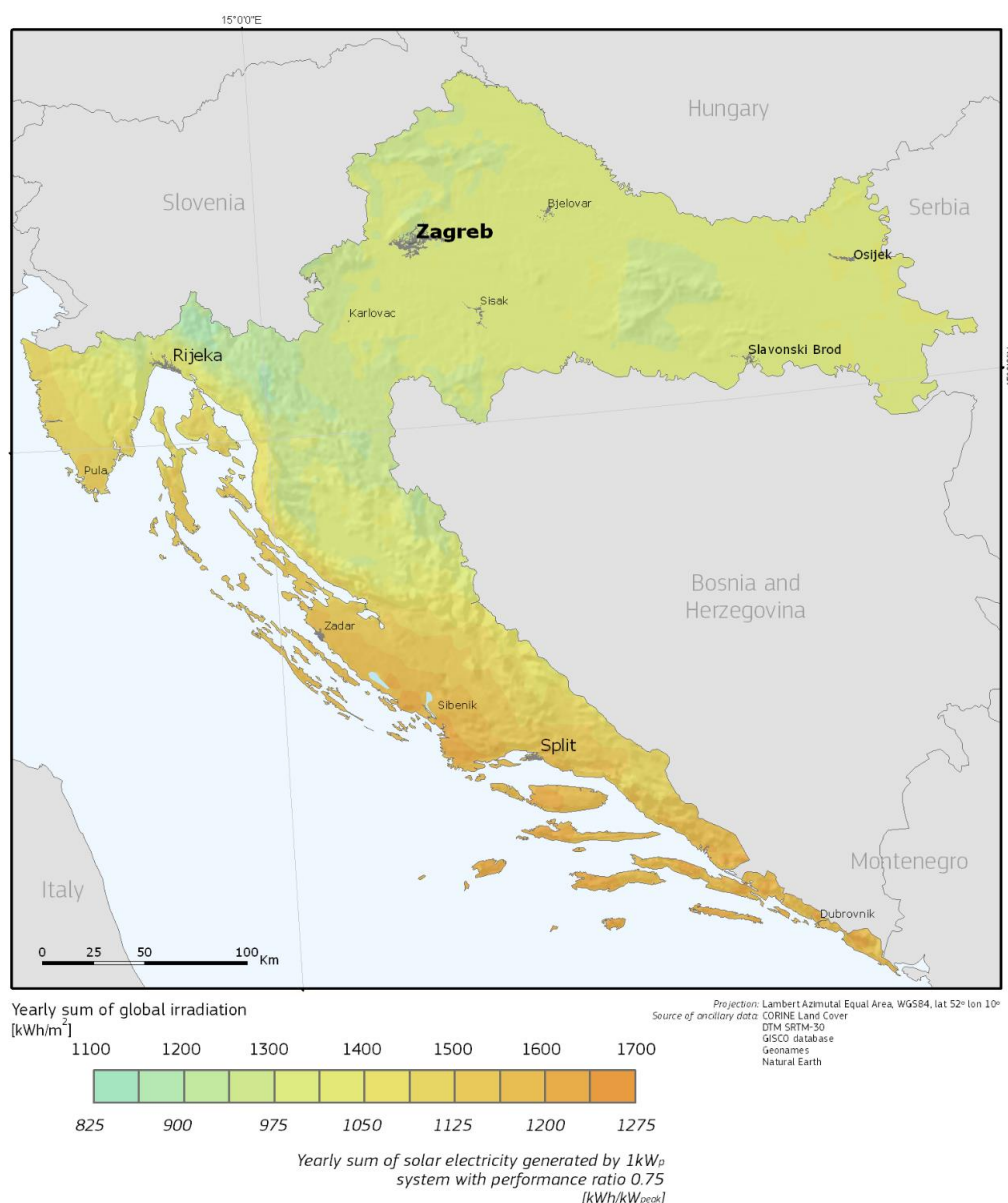 15°0'0"E
Hungary
Slovenia
Serbia
Bjelovar
Zagreb
Osijek
Sisak
Karlovac
Slavonski Brod
Rijeka
Pula
Bosnia and
Herzegovina
Zadar
Sibenik
Split
Montenegro
Italy
Dubrovnik
0 25 50 100 Km
Yearly sum of global irradiation
[kWh/m²]
1100 1200 1300 1400 1500 1600 1700
825 900 975 1050 1125 1200 1275
Yearly sum of solar electricity generated by 1kWp
system with performance ratio 0.75
[kWh/kWpeak]
Projection: Lambert Azimutal Equal Area, WGS84, lat 52º lon 10º
Source of ancillary data: CORINE Land Cover
DTM SRTM-30
GISCO database
Geonames
Natural Earth